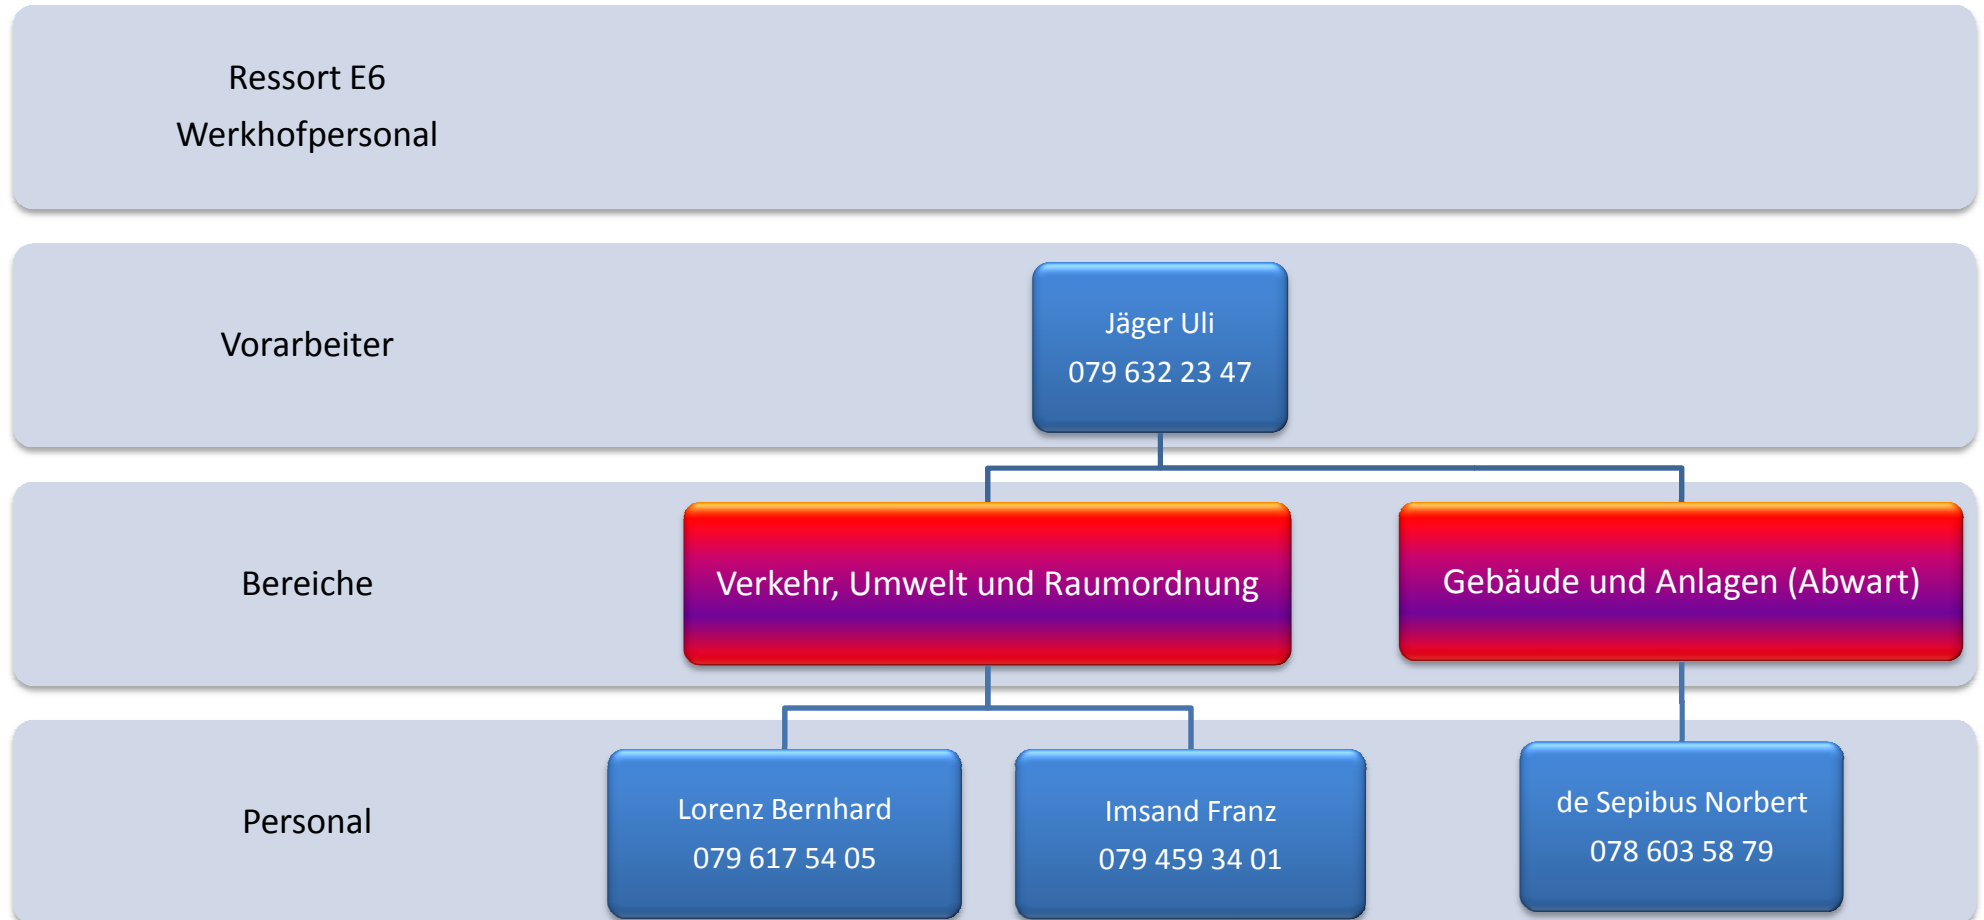 Ressort E6
Werkhofpersonal
Vorarbeiter
Jäger Uli
079 632 23 47
Bereiche
Verkehr, Umwelt und Raumordnung
Gebäude und Anlagen (Abwart)
Personal
Lorenz Bernhard
079 617 54 05
Imsand Franz
079 459 34 01
de Sepibus Norbert
078 603 58 79